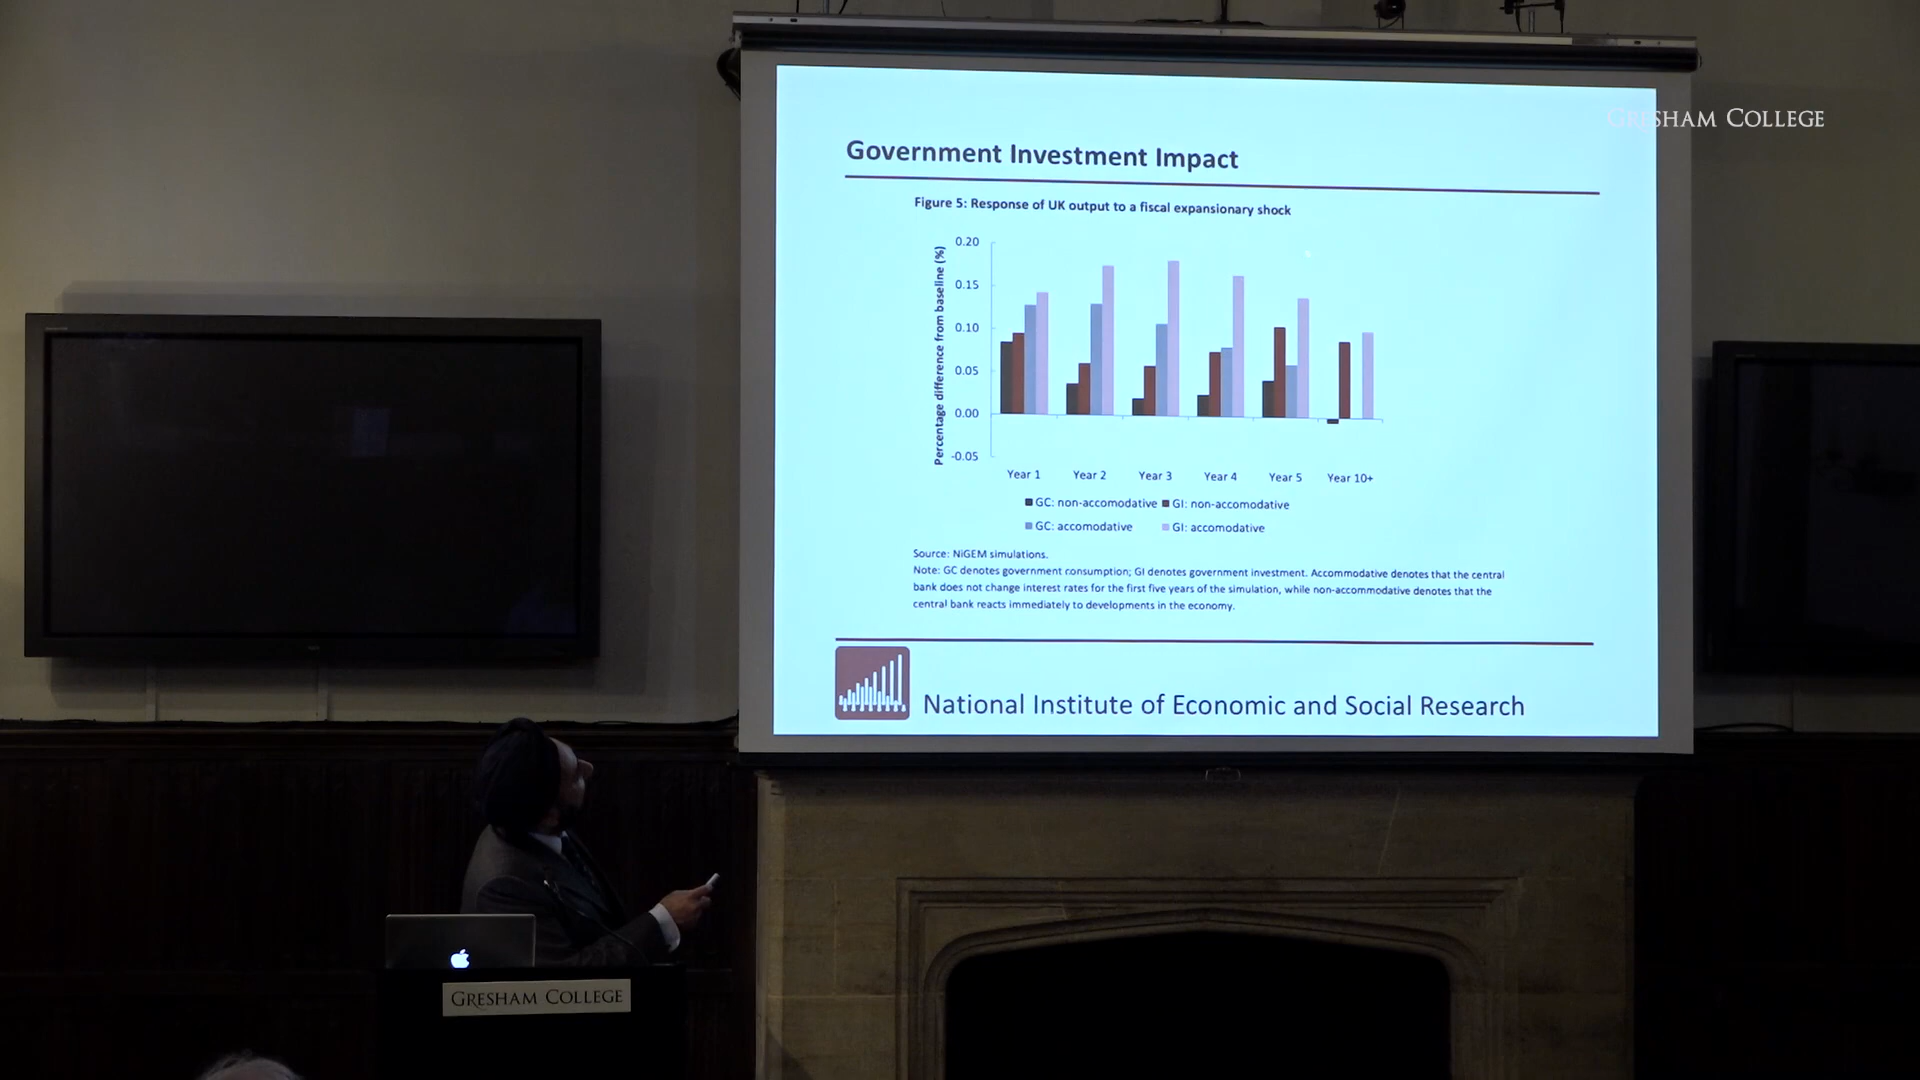 GRESHAM COLLEGE
Government Investment Impact
Figure 5: Response of UK output to a fiscal expansionary shock
Percentage difference from baseline (%)
0.20
0.15
0.10
0.05
0.00
-0.05
Year 1 Year 2 Year 3 Year 4 Year 5 Year 10+
GC: non-accomodative GI: non-accomodative
GC: accomodative GI: accomodative
Source: NiGEM simulations.
Note: GC denotes government consumption; GI denotes government investment. Accommodative denotes that the central
bank does not change interest rates for the first five years of the simulation, while non-accommodative denotes that the
central bank reacts immediately to developments in the economy.
National Institute of Economic and Social Research
GRESHAM COLLEGE